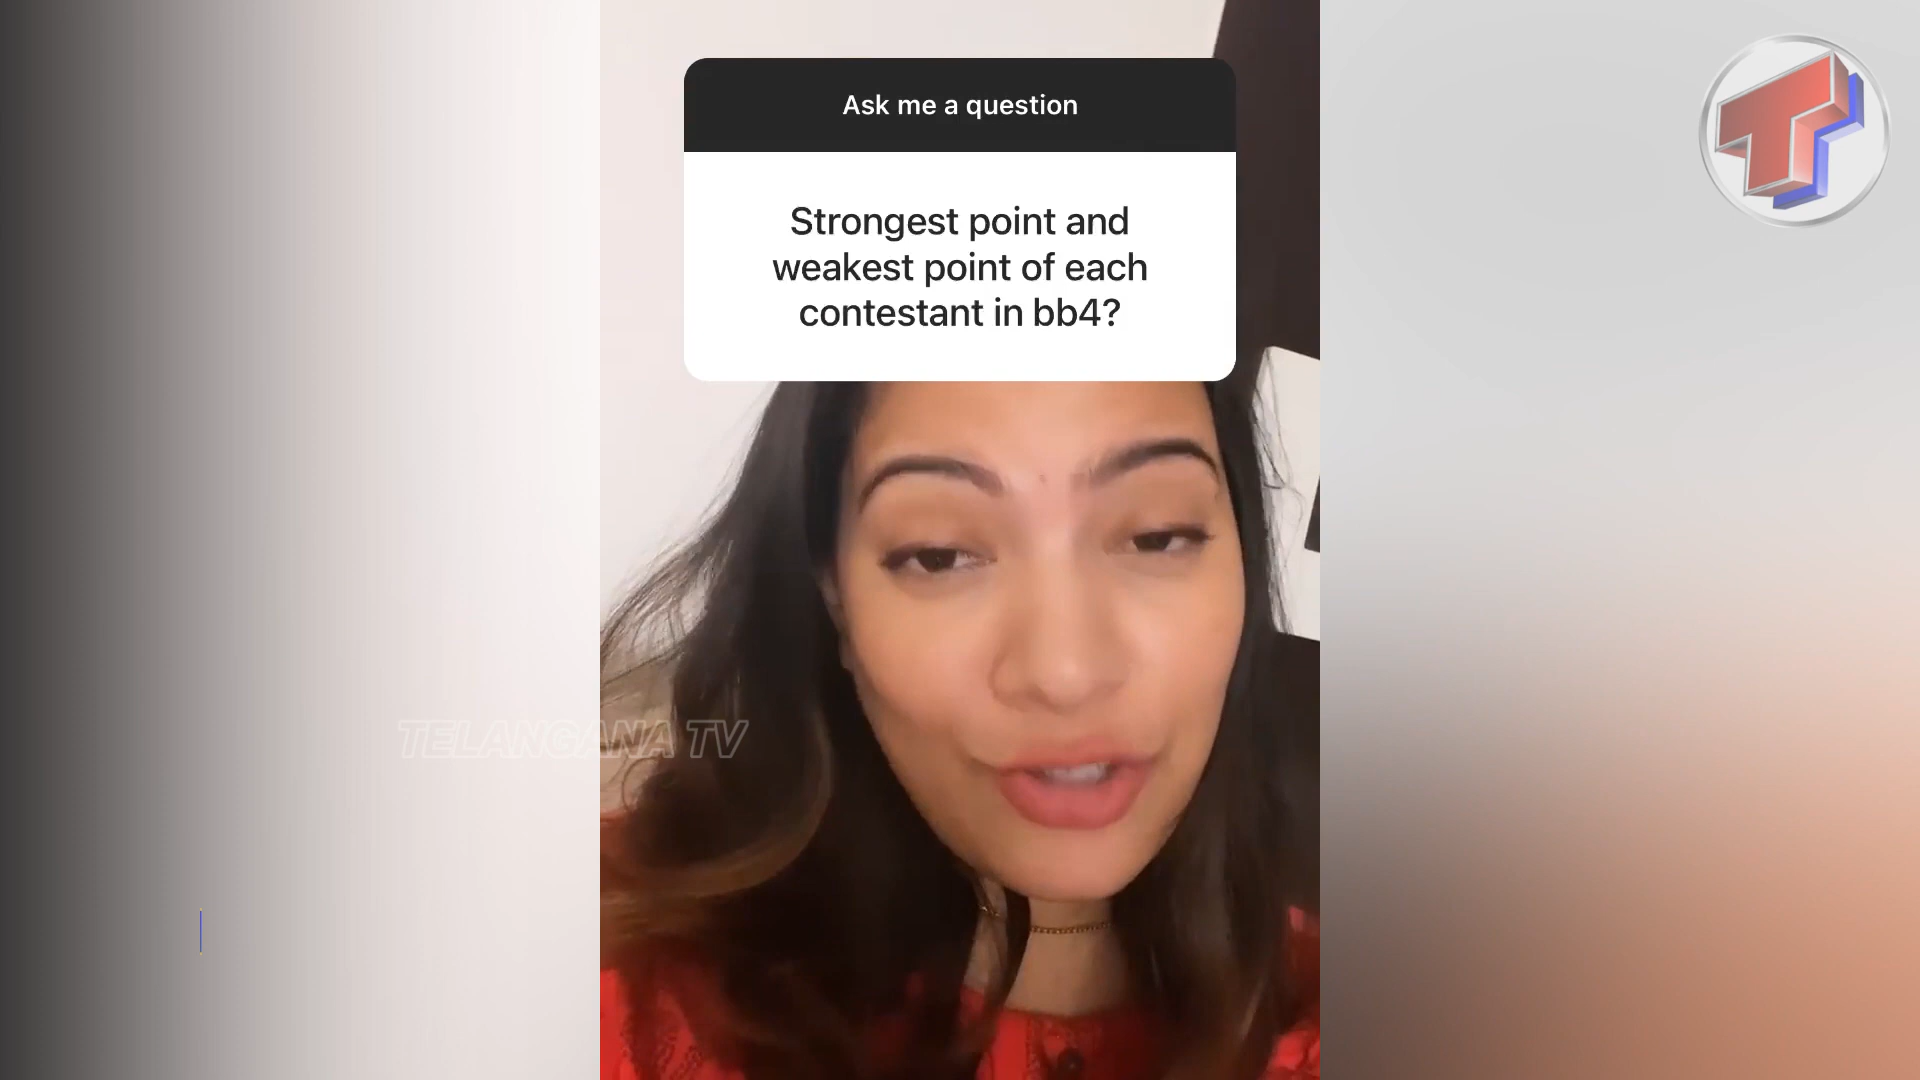 Ask me a question
Strongest point and
weakest point of each
contestant in bb4?
TELANGANA TV